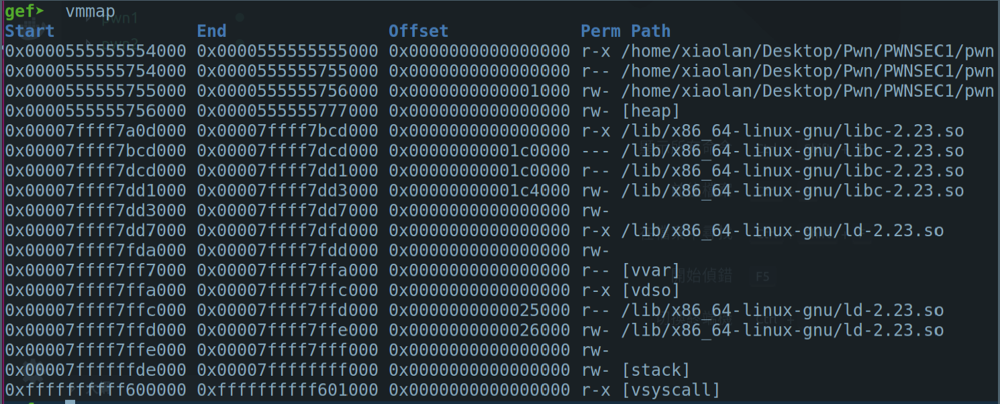 gef➤  vmmap
Start              End                Offset             Perm Path
0x0000555555554000 0x0000555555555000 0x0000000000000000 r-x /home/xiaolan/Desktop/Pwn/PWNSEC1/pwn
0x0000555555754000 0x0000555555755000 0x0000000000000000 r-- /home/xiaolan/Desktop/Pwn/PWNSEC1/pwn
0x0000555555755000 0x0000555555756000 0x0000000000001000 rw- /home/xiaolan/Desktop/Pwn/PWNSEC1/pwn
0x0000555555756000 0x0000555555777000 0x0000000000000000 rw- [heap]
0x00007ffff7a0d000 0x00007ffff7bcd000 0x0000000000000000 r-x /lib/x86_64-linux-gnu/libc-2.23.so
0x00007ffff7bcd000 0x00007ffff7dcd000 0x00000000001c0000 --- /lib/x86_64-linux-gnu/libc-2.23.so
0x00007ffff7dcd000 0x00007ffff7dd1000 0x00000000001c0000 r-- /lib/x86_64-linux-gnu/libc-2.23.so
0x00007ffff7dd1000 0x00007ffff7dd3000 0x00000000001c4000 rw- /lib/x86_64-linux-gnu/libc-2.23.so
0x00007ffff7dd3000 0x00007ffff7dd7000 0x0000000000000000 rw-
0x00007ffff7dd7000 0x00007ffff7dfd000 0x0000000000000000 r-x /lib/x86_64-linux-gnu/ld-2.23.so
0x00007ffff7fda000 0x00007ffff7fdd000 0x0000000000000000 rw-
0x00007ffff7ff7000 0x00007ffff7ffa000 0x0000000000000000 r-- [vvar]
0x00007ffff7ffa000 0x00007ffff7ffc000 0x0000000000000000 r-x [vdso]
0x00007ffff7ffc000 0x00007ffff7ffd000 0x0000000000025000 r-- /lib/x86_64-linux-gnu/ld-2.23.so
0x00007ffff7ffd000 0x00007ffff7ffe000 0x0000000000026000 rw- /lib/x86_64-linux-gnu/ld-2.23.so
0x00007ffff7ffe000 0x00007ffff7fff000 0x0000000000000000 rw-
0x00007ffffffde000 0x00007ffffffff000 0x0000000000000000 rw- [stack]
0xffffffffff600000 0xffffffffff601000 0x0000000000000000 r-x [vsyscall]